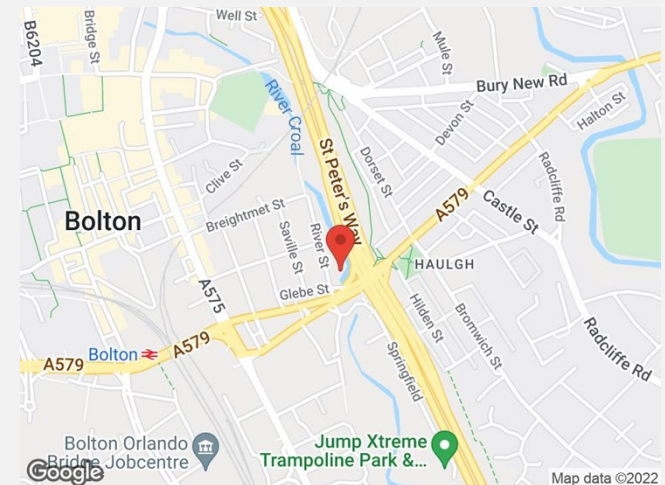 B6204
Bridge St
Well St
River Croal
Mule St
Bury New Rd
Halton St
Devon St
St Peter's Way
Dorset St
Radcliffe Rd
Clive St
Castle St
A579
Breightmet St
Bolton
River St
Saville St
HAULGH
A575
Glebe St
Hilden St
Bromwich St
Bolton
A579
A579
Radcliffe Rd
Springfield
Bolton Orlando
Bridge Jobcentre
Jump Xtreme
Trampoline Park &...
Google
Map data ©2022